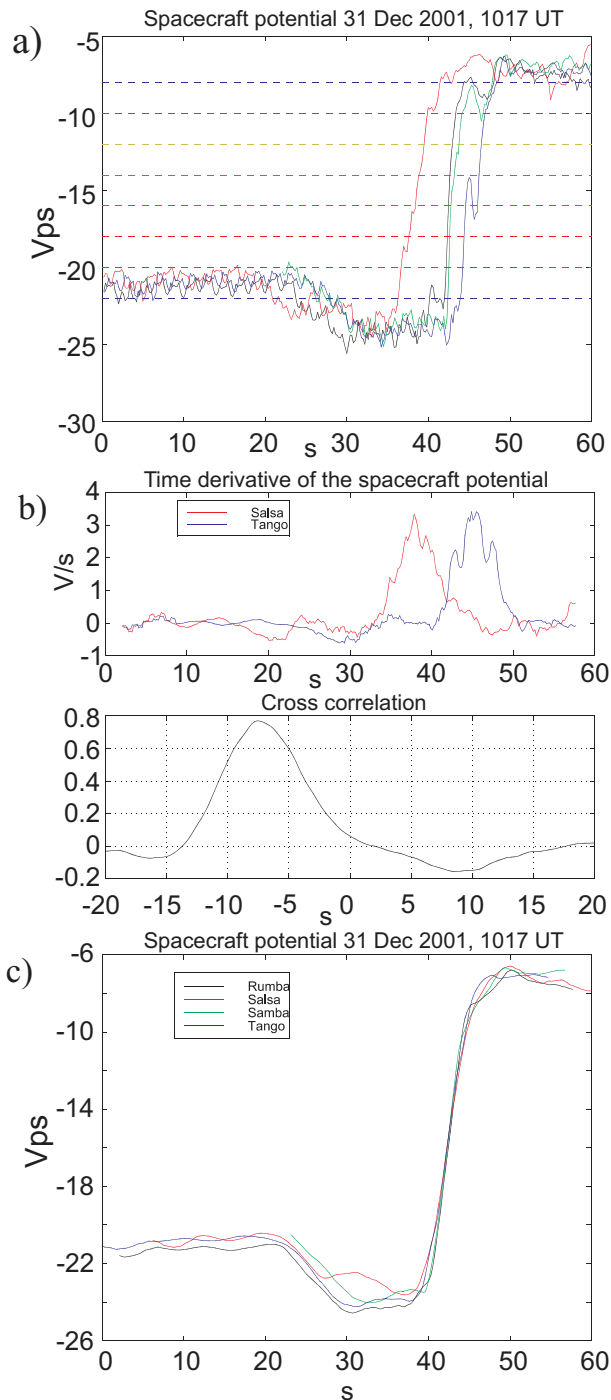 a)
Spacecraft potential 31 Dec 2001, 1017 UT
-5
-10
-15
-20
-25
-30
Vps
0 10 20 30 40 50 60
s
b)
Time derivative of the spacecraft potential
4
3
2
1
0
-1
V/s
Salsa
Tango
0 10 20 30 40 50 60
s
Cross correlation
0.8
0.6
0.4
0.2
0
-0.2
-20 -15 -10 -5 0 5 10 15 20
s
c)
Spacecraft potential 31 Dec 2001, 1017 UT
-6
-10
-14
-18
-22
-26
Vps
Rumba
Salsa
Samba
Tango
0 10 20 30 40 50 60
s